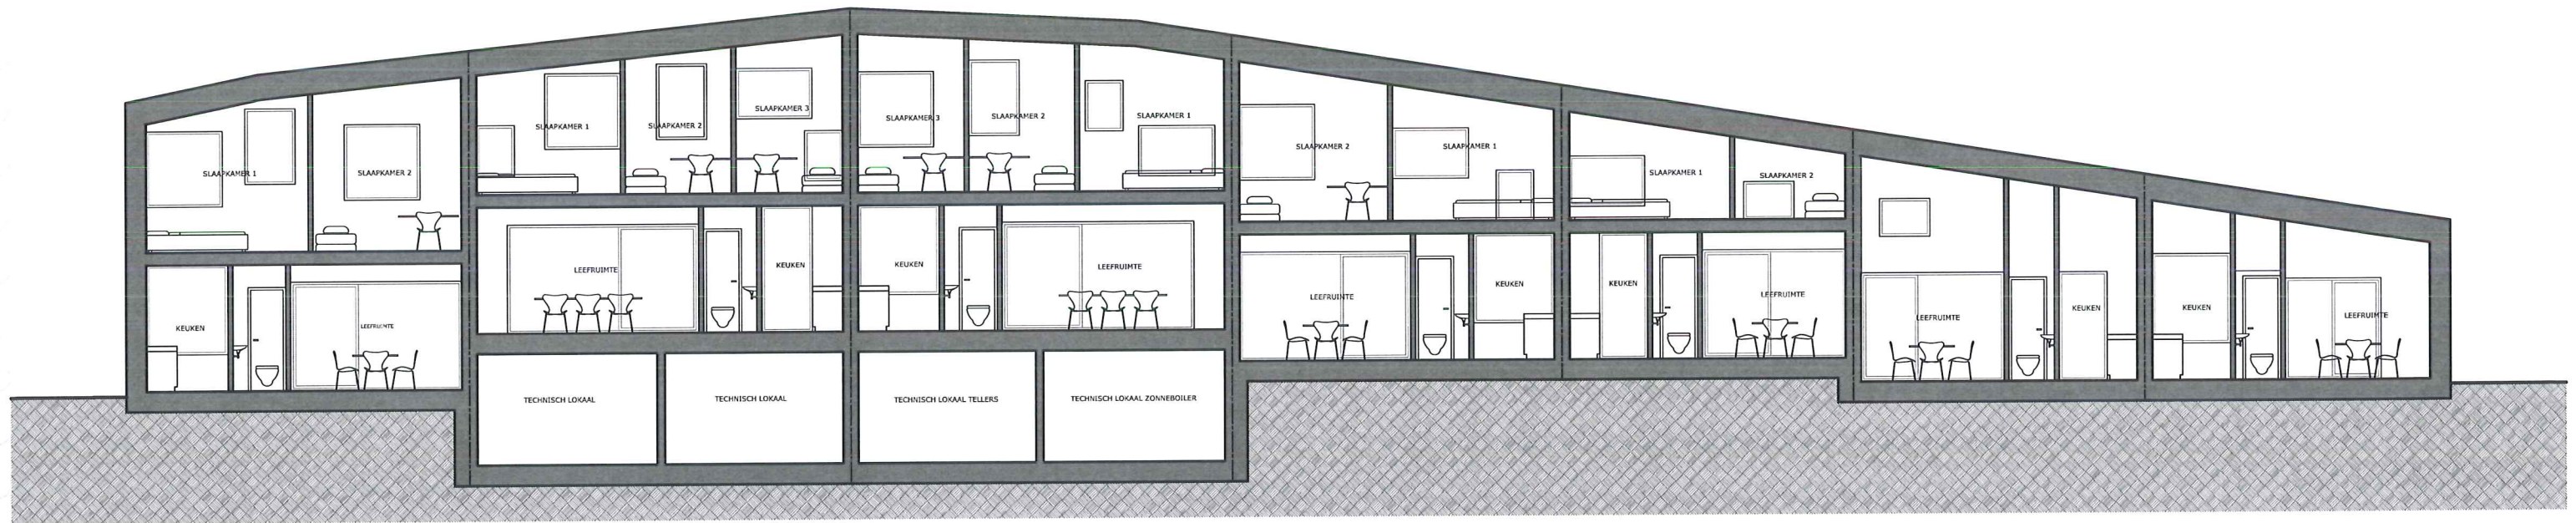 SLAAPKAMER 1
SLAAPKAMER 2
SLAAPKAMER 1
SLAAPKAMER 2
SLAAPKAMER 3
SLAAPKAMER 3
SLAAPKAMER 2
SLAAPKAMER 1
SLAAPKAMER 2
SLAAPKAMER 1
SLAAPKAMER 1
SLAAPKAMER 2
KEUKEN
LEEFRUIMTE
LEEFRUIMTE
KEUKEN
KEUKEN
LEEFRUIMTE
LEEFRUIMTE
KEUKEN
KEUKEN
LEEFRUIMTE
LEEFRUIMTE
KEUKEN
KEUKEN
LEEFRUIMTE
TECHNISCH LOKAAL
TECHNISCH LOKAAL
TECHNISCH LOKAAL TELLERS
TECHNISCH LOKAAL ZONNEBOILER